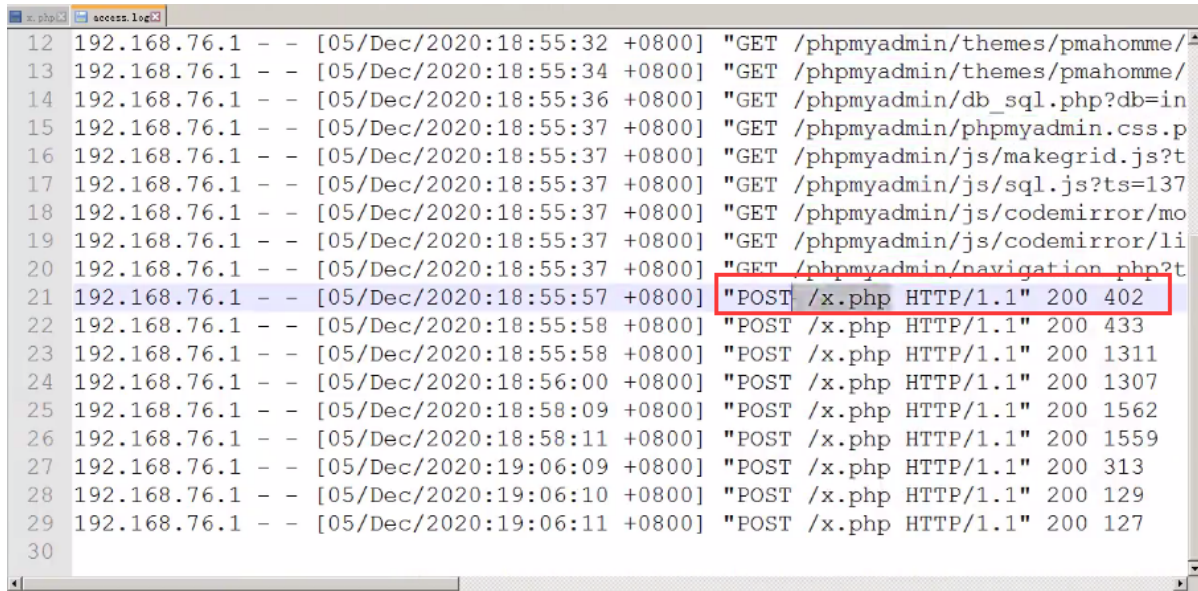 x.php access.log
12 192.168.76.1 - - [05/Dec/2020:18:55:32 +0800] "GET /phpmyadmin/themes/pmahomme/
13 192.168.76.1 - - [05/Dec/2020:18:55:34 +0800] "GET /phpmyadmin/themes/pmahomme/
14 192.168.76.1 - - [05/Dec/2020:18:55:36 +0800] "GET /phpmyadmin/db_sql.php?db=in
15 192.168.76.1 - - [05/Dec/2020:18:55:37 +0800] "GET /phpmyadmin/phpmyadmin.css.p
16 192.168.76.1 - - [05/Dec/2020:18:55:37 +0800] "GET /phpmyadmin/js/makegrid.js?t
17 192.168.76.1 - - [05/Dec/2020:18:55:37 +0800] "GET /phpmyadmin/js/sql.js?ts=137
18 192.168.76.1 - - [05/Dec/2020:18:55:37 +0800] "GET /phpmyadmin/js/codemirror/mo
19 192.168.76.1 - - [05/Dec/2020:18:55:37 +0800] "GET /phpmyadmin/js/codemirror/li
20 192.168.76.1 - - [05/Dec/2020:18:55:37 +0800] "GET /phpmyadmin/navigation.php?t
21 192.168.76.1 - - [05/Dec/2020:18:55:57 +0800] "POST /x.php HTTP/1.1" 200 402
22 192.168.76.1 - - [05/Dec/2020:18:55:58 +0800] "POST /x.php HTTP/1.1" 200 433
23 192.168.76.1 - - [05/Dec/2020:18:55:58 +0800] "POST /x.php HTTP/1.1" 200 1311
24 192.168.76.1 - - [05/Dec/2020:18:56:00 +0800] "POST /x.php HTTP/1.1" 200 1307
25 192.168.76.1 - - [05/Dec/2020:18:58:09 +0800] "POST /x.php HTTP/1.1" 200 1562
26 192.168.76.1 - - [05/Dec/2020:18:58:11 +0800] "POST /x.php HTTP/1.1" 200 1559
27 192.168.76.1 - - [05/Dec/2020:19:06:09 +0800] "POST /x.php HTTP/1.1" 200 313
28 192.168.76.1 - - [05/Dec/2020:19:06:10 +0800] "POST /x.php HTTP/1.1" 200 129
29 192.168.76.1 - - [05/Dec/2020:19:06:11 +0800] "POST /x.php HTTP/1.1" 200 127
30